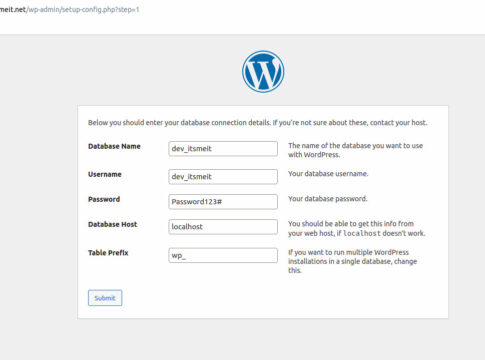 smeit.net/wp-admin/setup-config.php?step=1
Below you should enter your database connection details. If you're not sure about these, contact your host.
Database Name
dev_itsmeit
The name of the database you want to use
with WordPress.
Username
dev_itsmeit
Your database username.
Password
Password123#
Your database password.
Database Host
localhost
You should be able to get this info from
your web host, if localhost doesn't work.
Table Prefix
wp_
If you want to run multiple WordPress
installations in a single database, change
this.
Submit